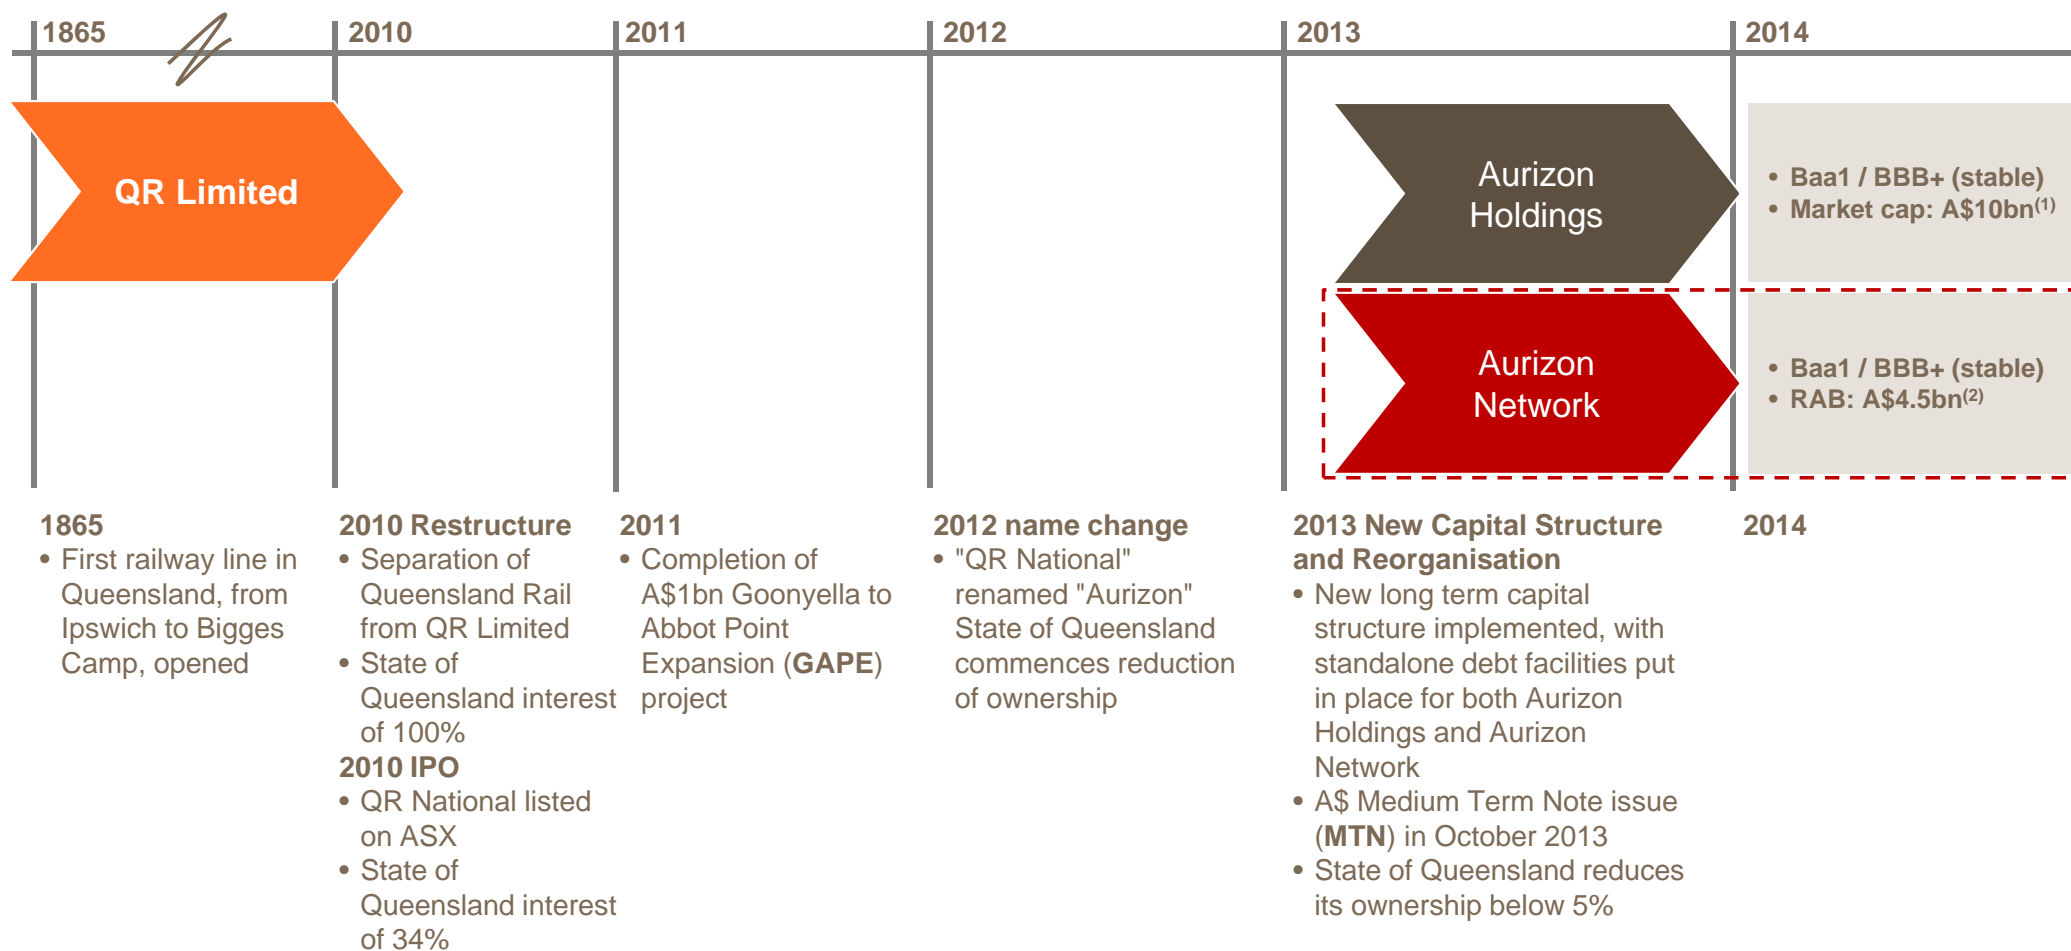 1865
2010
2011
2012
2013
2014
QR Limited
Aurizon
Holdings
• Baa1 / BBB+ (stable)
• Market cap: A$10bn(1)
Aurizon
Network
• Baa1 / BBB+ (stable)
• RAB: A$4.5bn(2)
1865
• First railway line in
Queensland, from
Ipswich to Bigges
Camp, opened
2010 Restructure
• Separation of
Queensland Rail
from QR Limited
• State of
Queensland interest
of 100%
2010 IPO
• QR National listed
on ASX
• State of
Queensland interest
of 34%
2011
• Completion of
A$1bn Goonyella to
Abbot Point
Expansion (GAPE)
project
2012 name change
• "QR National"
renamed "Aurizon"
State of Queensland
commences reduction
of ownership
2013 New Capital Structure
and Reorganisation
• New long term capital
structure implemented, with
standalone debt facilities put
in place for both Aurizon
Holdings and Aurizon
Network
• A$ Medium Term Note issue
(MTN) in October 2013
• State of Queensland reduces
its ownership below 5%
2014